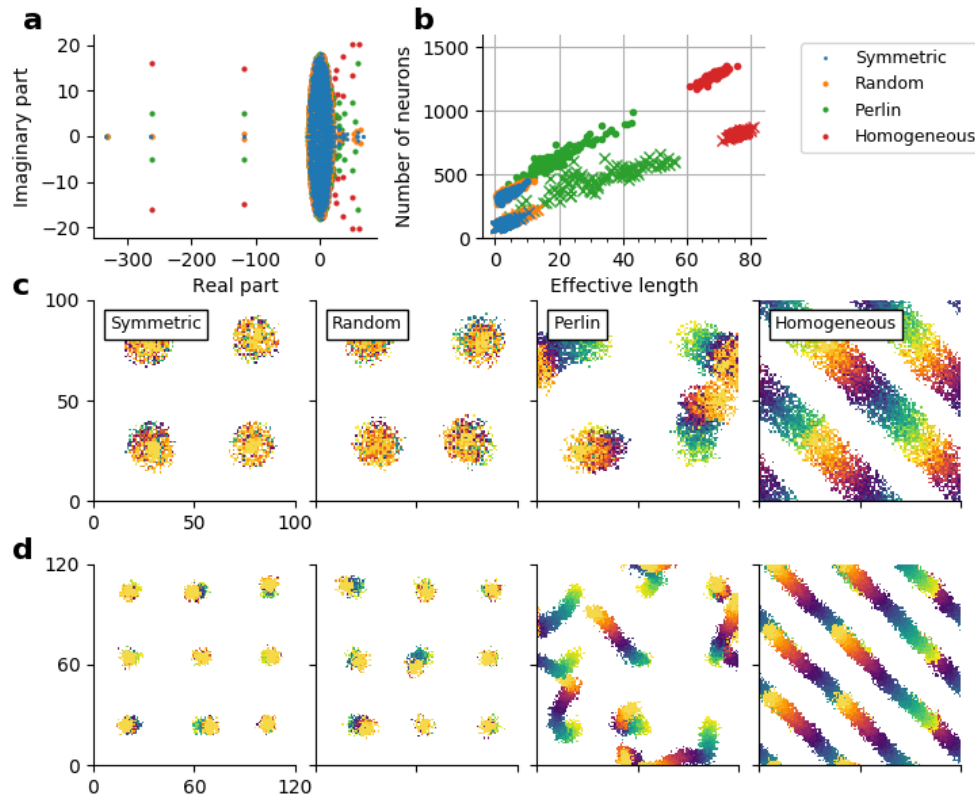 a
Imaginary part
20
10
0
−10
−20
−300
−200
−100
0
Real part
b
Number of neurons
1500
1000
500
0
0
20
40
60
80
Effective length
Symmetric
Random
Perlin
Homogeneous
c
100
50
0
0
50
100
Symmetric
Random
Perlin
Homogeneous
d
120
60
0
0
60
120